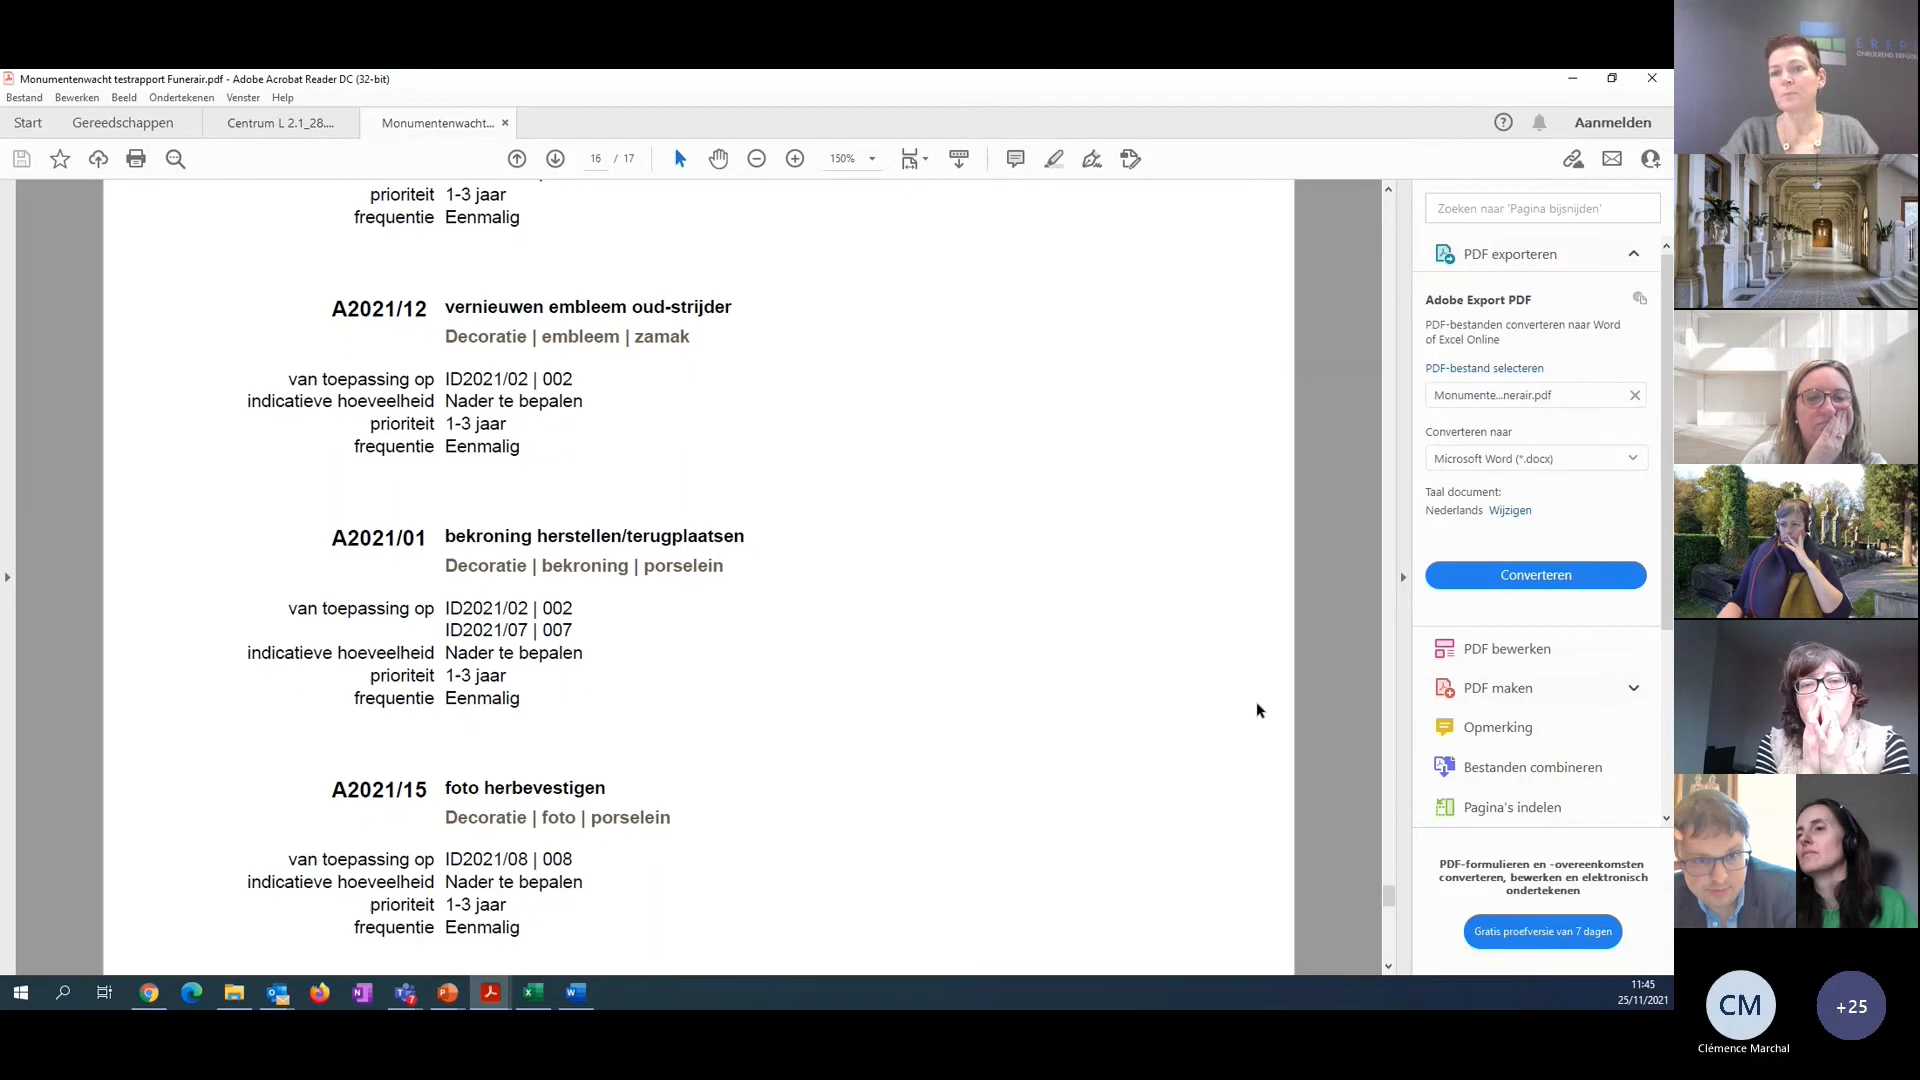 Monumentenwacht testrapport Funerair.pdf - Adobe Acrobat Reader DC (32-bit)
Bestand Bewerken Beeld Ondertekenen Venster Help
Start Gereedschappen Centrum L 2.1_28.... Monumentenwacht... Aanmelden
16 / 17 150%
prioriteit 1-3 jaar
frequentie Eenmalig
A2021/12 vernieuwen embleem oud-strijder
Decoratie | embleem | zamak
van toepassing op ID2021/02 | 002
indicatieve hoeveelheid Nader te bepalen
prioriteit 1-3 jaar
frequentie Eenmalig
A2021/01 bekroning herstellen/terugplaatsen
Decoratie | bekroning | porselein
van toepassing op ID2021/02 | 002
ID2021/07 | 007
indicatieve hoeveelheid Nader te bepalen
prioriteit 1-3 jaar
frequentie Eenmalig
A2021/15 foto herbevestigen
Decoratie | foto | porselein
van toepassing op ID2021/08 | 008
indicatieve hoeveelheid Nader te bepalen
prioriteit 1-3 jaar
frequentie Eenmalig
Zoeken naar 'Pagina bijsnijden'
PDF exporteren
Adobe Export PDF
PDF-bestanden converteren naar Word
of Excel Online
PDF-bestand selecteren
Monumente...nerair.pdf
Converteren naar
Microsoft Word (*.docx)
Taal document:
Nederlands Wijzigen
Converteren
PDF bewerken
PDF maken
Opmerking
Bestanden combineren
Pagina's indelen
PDF-formulieren en -overeenkomsten
converteren, bewerken en elektronisch
ondertekenen
Gratis proefversie van 7 dagen
11:45
25/11/2021
CM
Clémence Marchal
+25